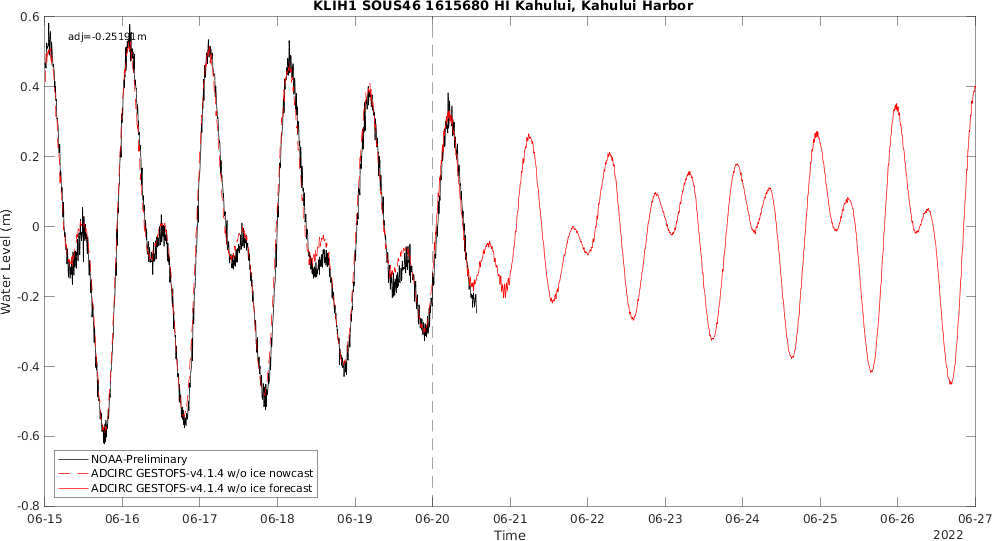 KLIH1 SOUS46 1615680 HI Kahului, Kahului Harbor
adj=-0.25191m
0.6
0.4
0.2
0
-0.2
-0.4
-0.6
-0.8
Water Level (m)
NOAA-Preliminary
ADCIRC GESTOFS-v4.1.4 w/o ice nowcast
ADCIRC GESTOFS-v4.1.4 w/o ice forecast
06-15 06-16 06-17 06-18 06-19 06-20 06-21 06-22 06-23 06-24 06-25 06-26 06-27
Time
2022